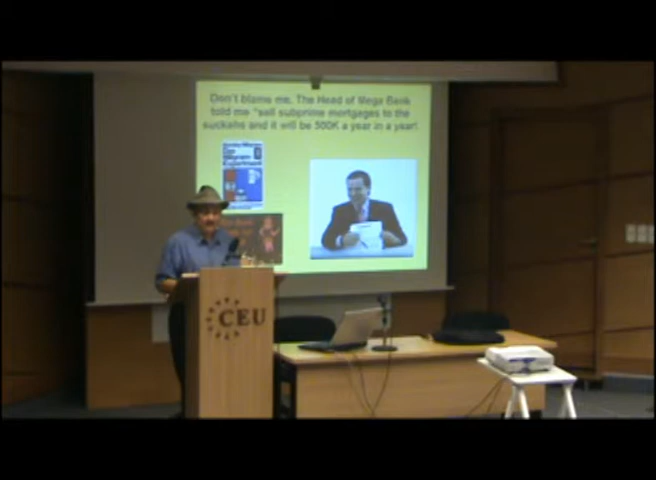 Don't blame me, The Head of Mega Bank
told me "sell subprime mortgages to the
suckehs and it will be 500K a year in a year!
CEU